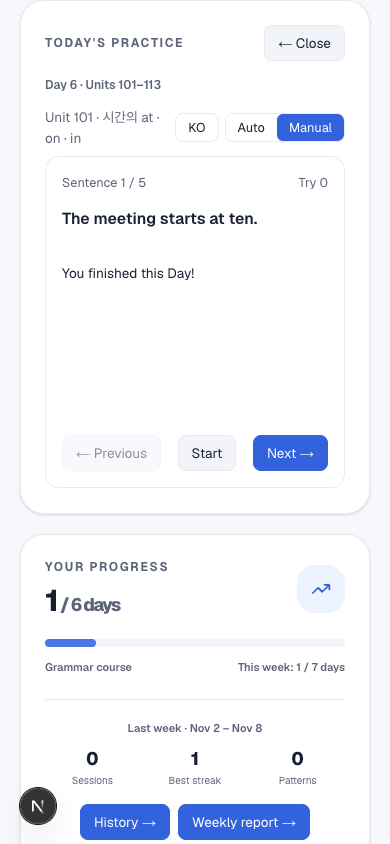 TODAY'S PRACTICE
← Close
Day 6 · Units 101–113
Unit 101 · 시간의 at ·
on · in
KO
Auto
Manual
Sentence 1 / 5
Try 0
The meeting starts at ten.
You finished this Day!
← Previous
Start
Next →
YOUR PROGRESS
1 / 6 days
Grammar course
This week: 1 / 7 days
Last week · Nov 2 – Nov 8
0
1
0
Sessions
Best streak
Patterns
N
History →
Weekly report →